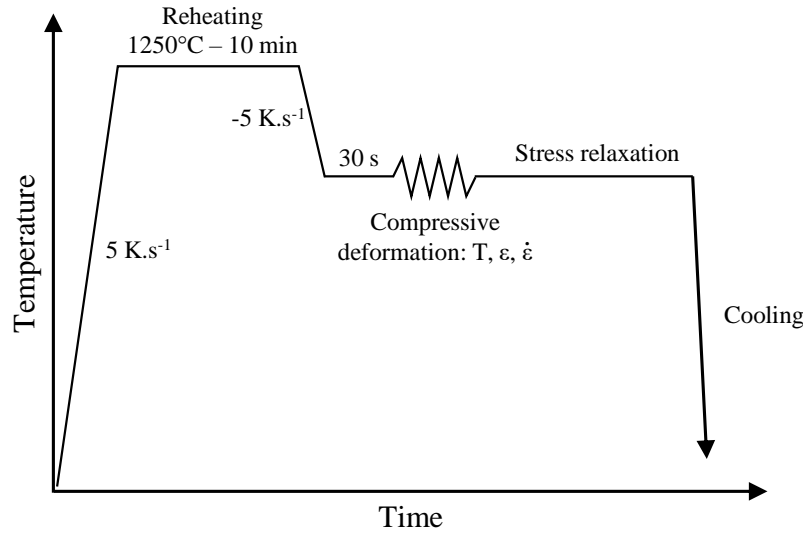 Reheating
1250°C – 10 min
-5 K.s⁻¹
30 s
Stress relaxation
Compressive
deformation: T, ε, ε̇
5 K.s⁻¹
Cooling
Temperature
Time